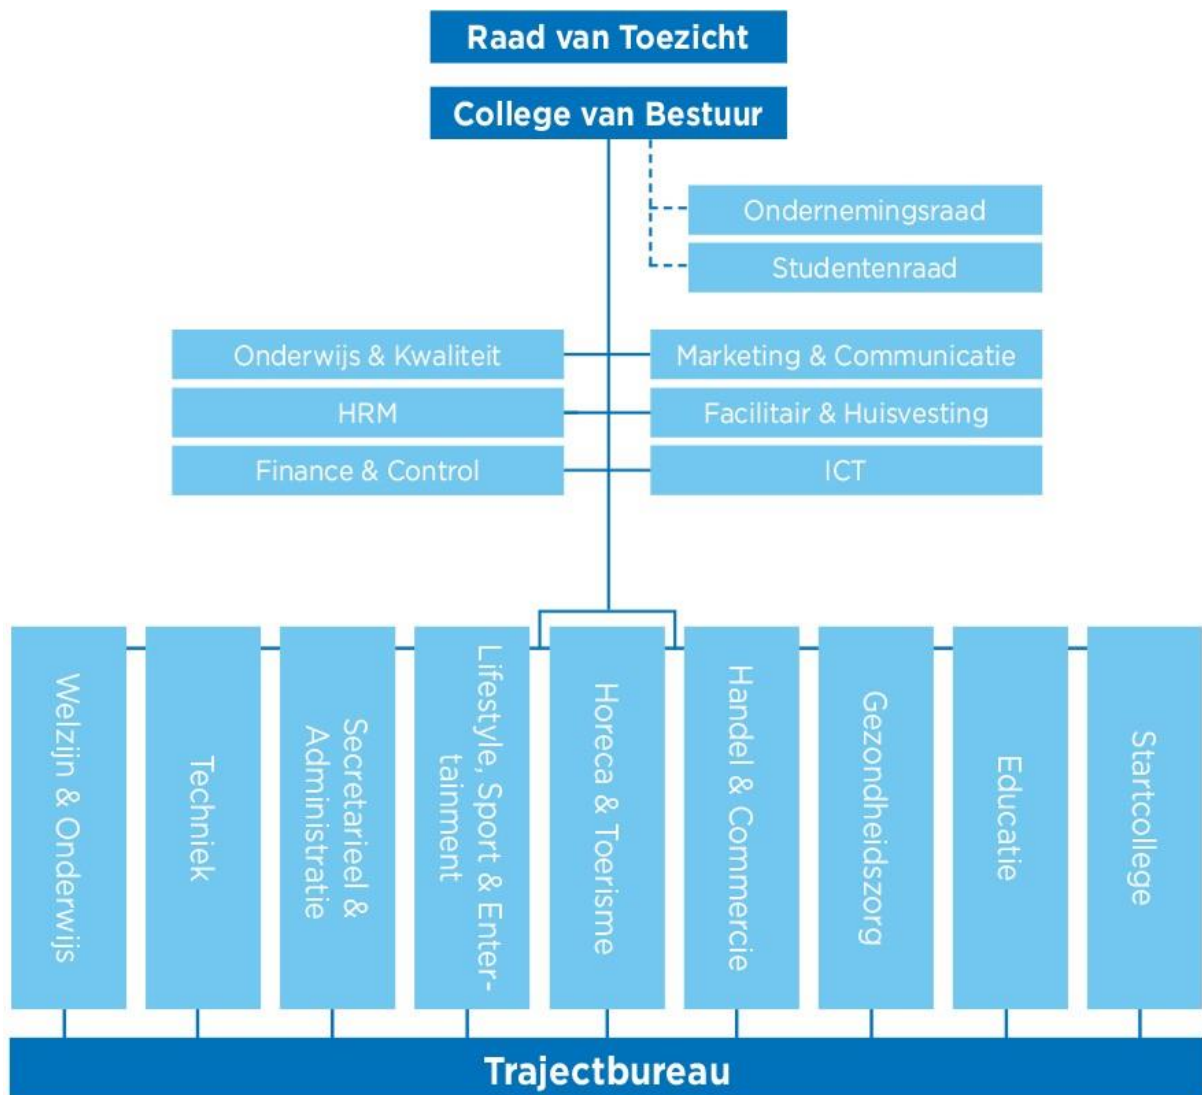 Raad van Toezicht
College van Bestuur
Ondernemingsraad
Studentenraad
Onderwijs & Kwaliteit
Marketing & Communicatie
HRM
Facilitair & Huisvesting
Finance & Control
ICT
Welzijn & Onderwijs
Techniek
Secretarieel &
Administratie
Lifestyle, Sport & Enter-
tainment
Horeca & Toerisme
Handel & Commercie
Gezondheidszorg
Educatie
Startcollege
Trajectbureau